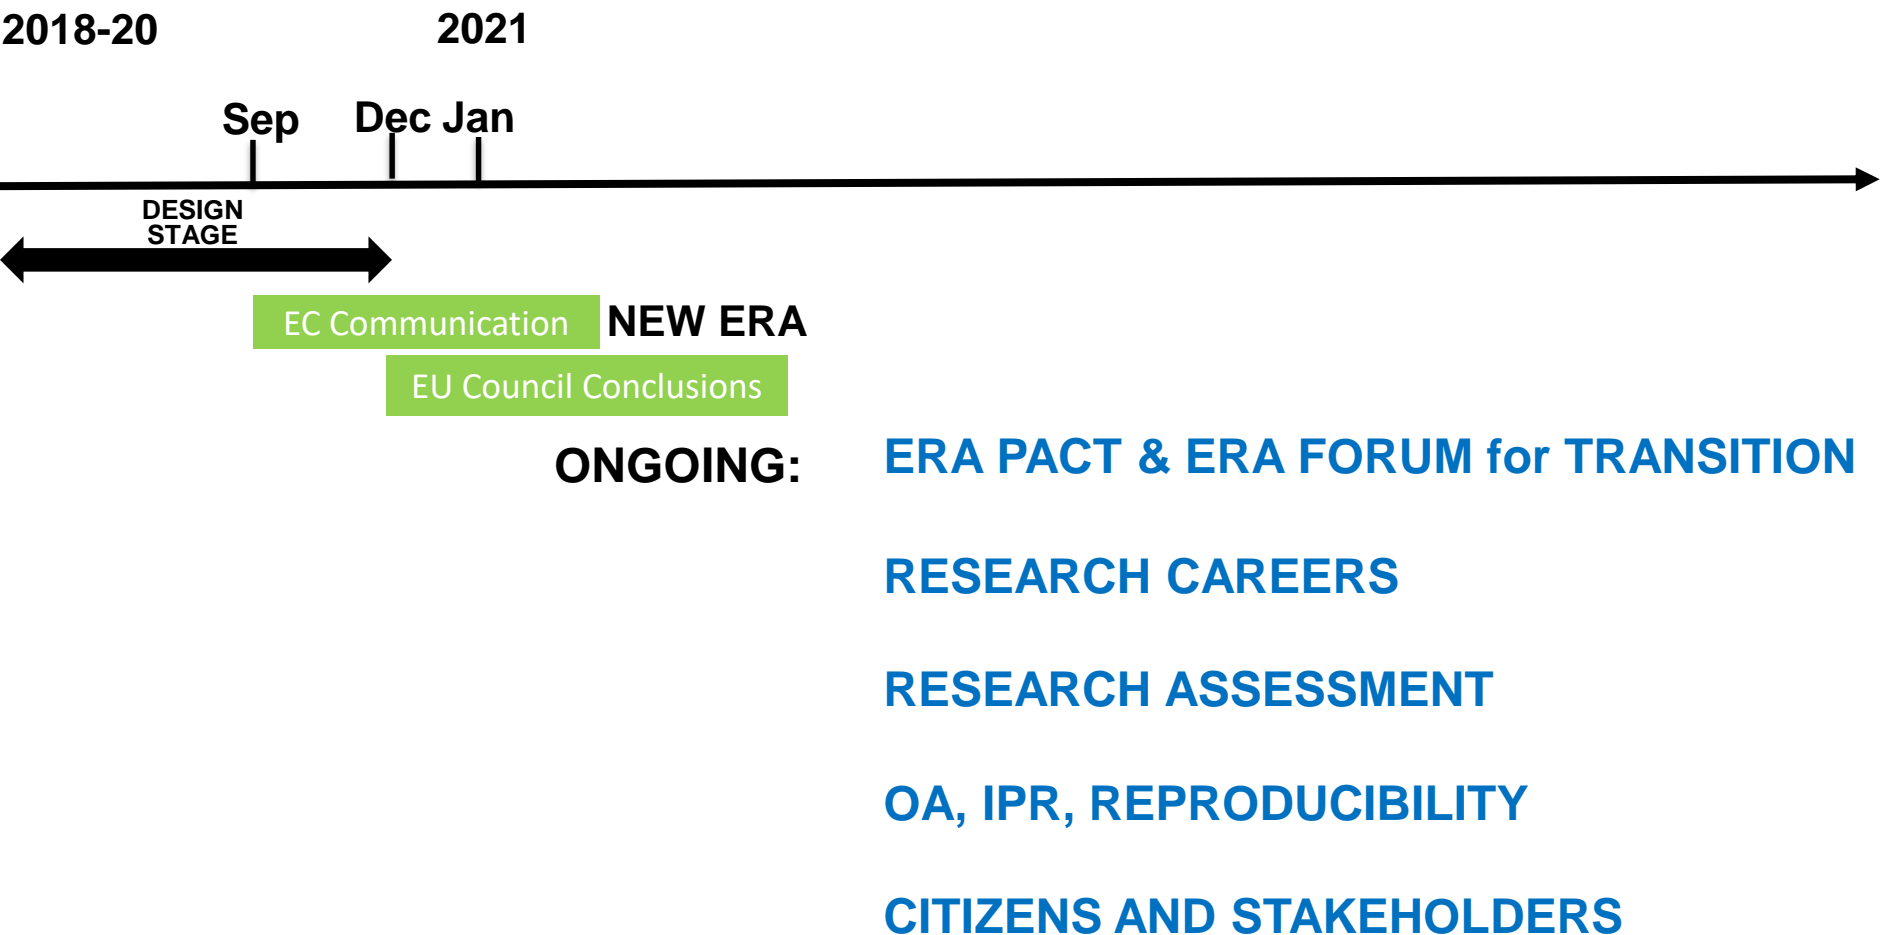 2018-20 2021
Sep Dec Jan
DESIGN
STAGE
EC Communication NEW ERA
EU Council Conclusions
ONGOING: ERA PACT & ERA FORUM for TRANSITION
RESEARCH CAREERS
RESEARCH ASSESSMENT
OA, IPR, REPRODUCIBILITY
CITIZENS AND STAKEHOLDERS